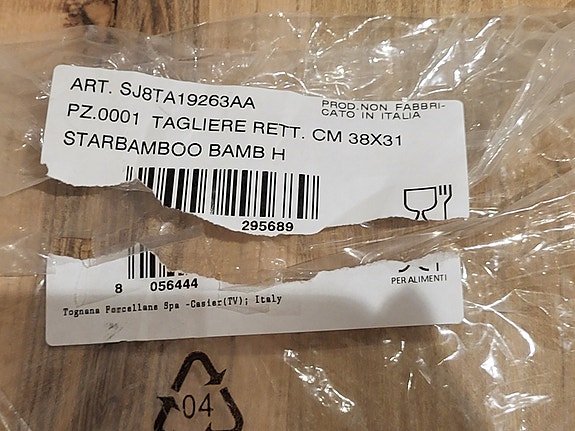 ART. SJ8TA19263AA
PROD.NON FABBRI-
CATO IN ITALIA
PZ.0001 TAGLIERE RETT. CM 38X31
STARBAMBOO BAMB H
295689
8 056444
PER ALIMENTI
Tognana Porcellane Spa -Casier(TV); Italy
04